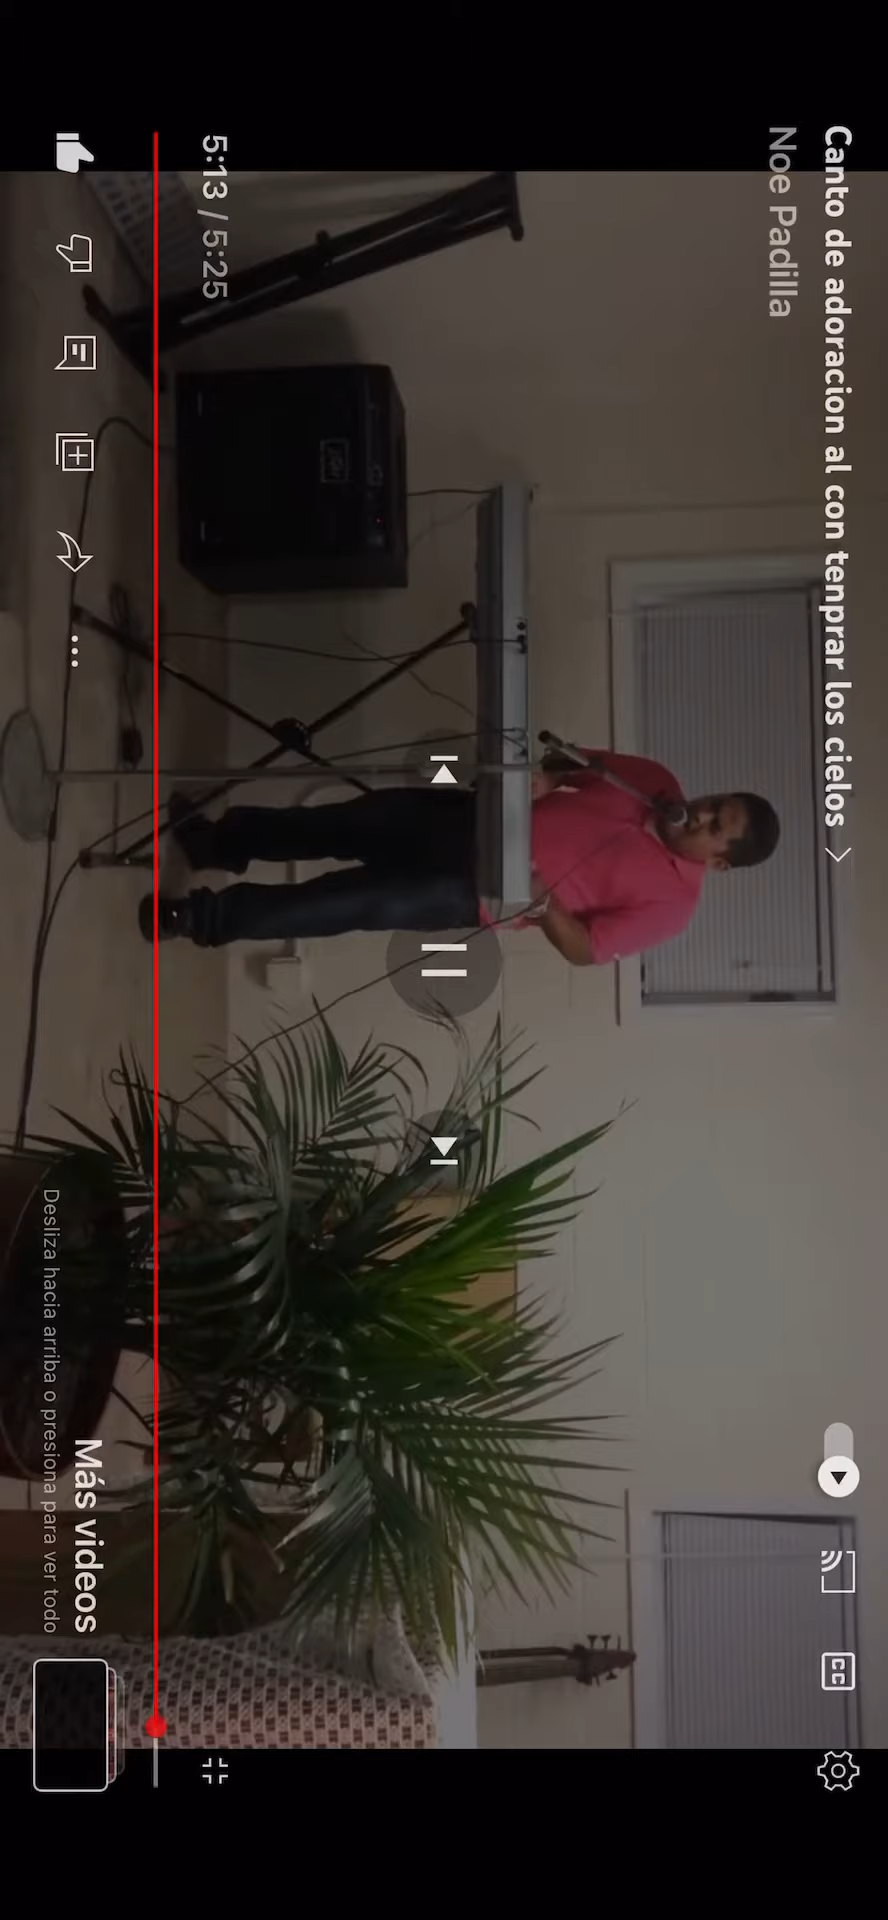 Canto de adoracion al con tenprar los cielos
Noe Padilla
5:13 / 5:25
Más videos
Desliza hacia arriba o presiona para ver todo
CC